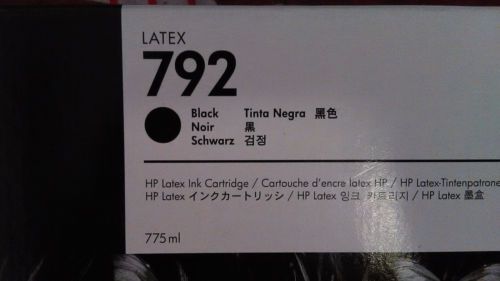 LATEX
792
Black Tinta Negra 黑色
Noir 黒
Schwarz 검정
HP Latex Ink Cartridge / Cartouche d'encre latex HP / HP Latex-Tintenpatrone
HP Latex インクカートリッジ / HP Latex 잉크 카트리지 / HP Latex 墨盒
775 ml